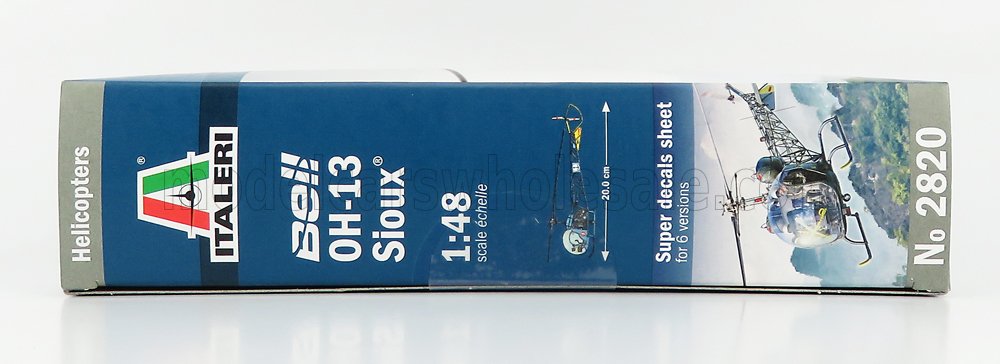 Helicopters
ITALERI
®
Bell
OH-13
Sioux®
1:48
scale échelle
20.0 cm
Super decals sheet
for 6 versions
No 2820
modelcarswholesale.c